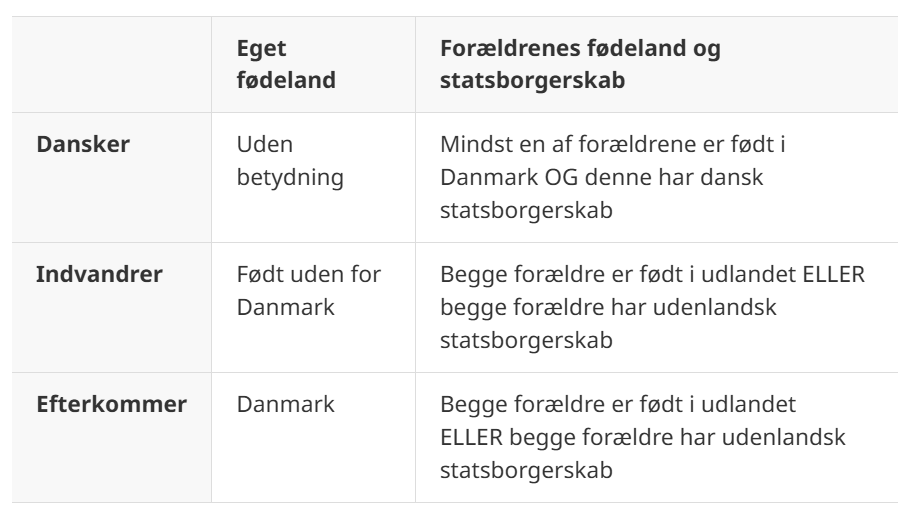 Eget
fødeland
Forældrenes fødeland og
statsborgerskab
Dansker
Uden
betydning
Mindst en af forældrene er født i
Danmark OG denne har dansk
statsborgerskab
Indvandrer
Født uden for
Danmark
Begge forældre er født i udlandet ELLER
begge forældre har udenlandsk
statsborgerskab
Efterkommer
Danmark
Begge forældre er født i udlandet
ELLER begge forældre har udenlandsk
statsborgerskab